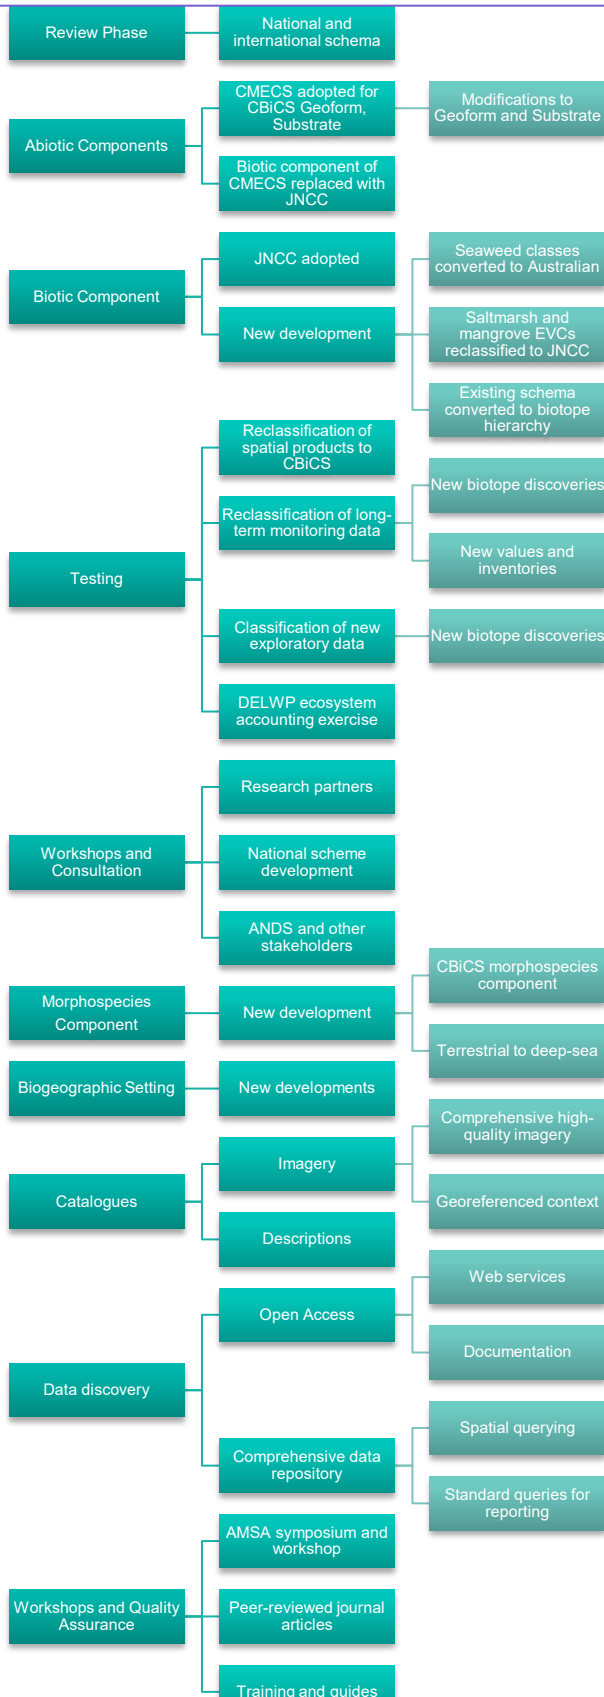 Review Phase
National and
international schema
Abiotic Components
CMECS adopted for
CBiCS Geoform,
Substrate
Modifications to
Geoform and Substrate
Biotic component of
CMECS replaced with
JNCC
Biotic Component
JNCC adopted
New development
Seaweed classes
converted to Australian
Saltmarsh and
mangrove EVCs
reclassified to JNCC
Existing schema
converted to biotope
hierarchy
Testing
Reclassification of
spatial products to
CBiCS
Reclassification of long-
term monitoring data
New biotope discoveries
New values and
inventories
Classification of new
exploratory data
New biotope discoveries
DELWP ecosystem
accounting exercise
Workshops and
Consultation
Research partners
National scheme
development
ANDS and other
stakeholders
Morphospecies
Component
New development
CBiCS morphospecies
component
Terrestrial to deep-sea
Biogeographic Setting
New developments
Catalogues
Imagery
Comprehensive high-
quality imagery
Georeferenced context
Descriptions
Data discovery
Open Access
Web services
Documentation
Comprehensive data
repository
Spatial querying
Standard queries for
reporting
Workshops and Quality
Assurance
AMSA symposium and
workshop
Peer-reviewed journal
articles
Training and guides